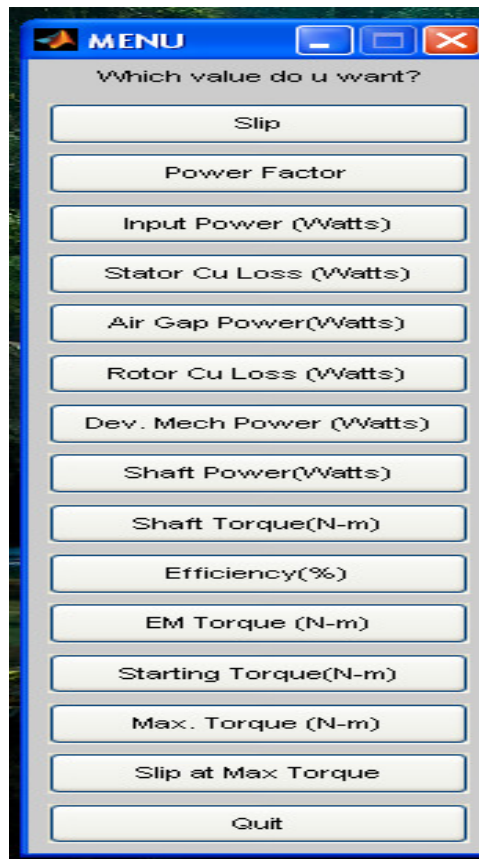 MENU
Which value do u want?
Slip
Power Factor
Input Power (Watts)
Stator Cu Loss (Watts)
Air Gap Power(Watts)
Rotor Cu Loss (Watts)
Dev. Mech Power (Watts)
Shaft Power(Watts)
Shaft Torque(N-m)
Efficiency(%)
EM Torque (N-m)
Starting Torque(N-m)
Max. Torque (N-m)
Slip at Max Torque
Quit